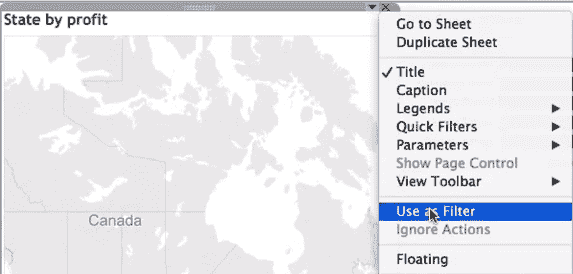 State by profit
Canada
Go to Sheet
Duplicate Sheet
Title
Caption
Legends
Quick Filters
Parameters
Show Page Control
View Toolbar
Use as Filter
Ignore Actions
Floating